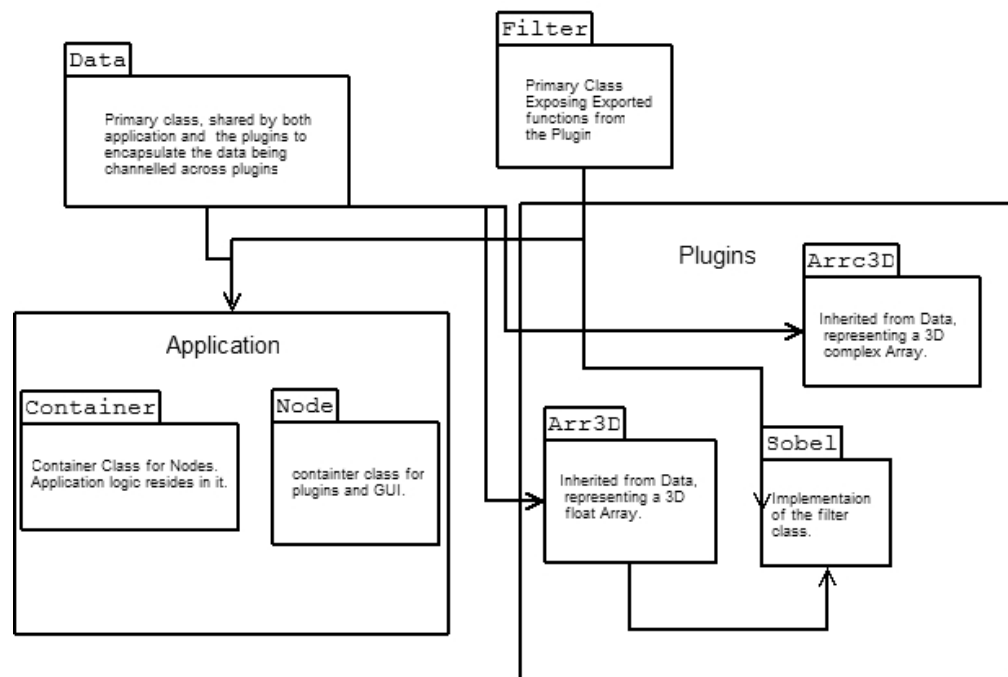 Data
Primary class, shared by both
application and the plugins to
encapsulate the data being
channelled across plugins
Filter
Primary Class
Exposing Exported
functions from
the Plugin
Application
Container
Container Class for Nodes.
Application logic resides in it.
Node
containter class for
plugins and GUI.
Plugins
Arrc3D
Inherited from Data,
representing a 3D
complex Array.
Arr3D
Inherited from Data,
representing a 3D
float Array.
Sobel
Implementaion
of the filter
class.